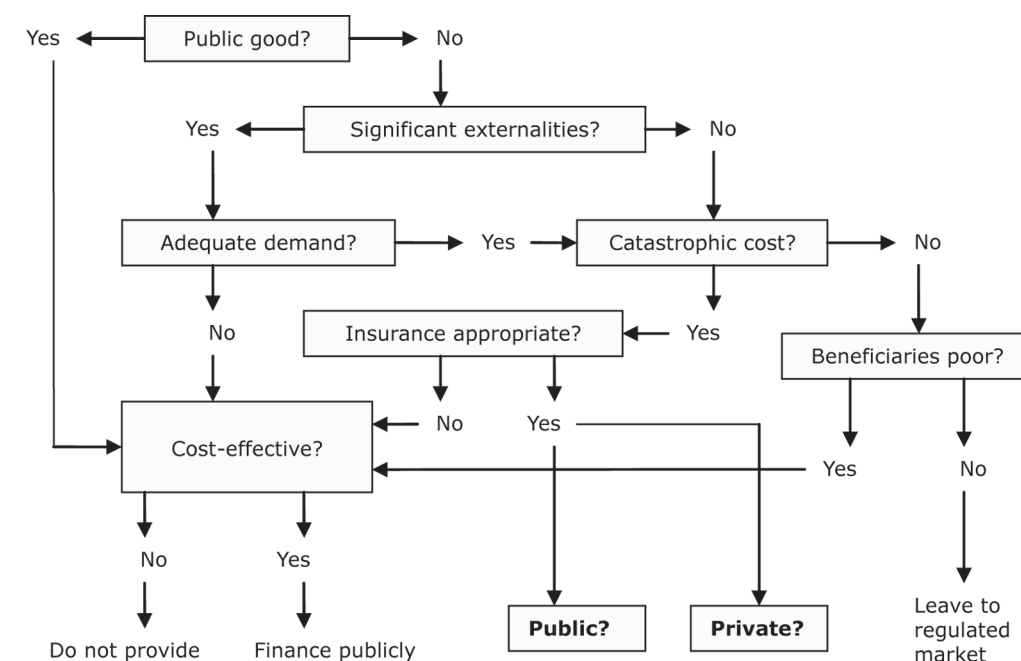 Yes
Public good?
No
Yes
Significant externalities?
No
Adequate demand?
Yes
Catastrophic cost?
No
No
Insurance appropriate?
Yes
Beneficiaries poor?
Cost-effective?
No
Yes
Yes
No
No
Yes
Do not provide
Finance publicly
Public?
Private?
Leave to
regulated
market